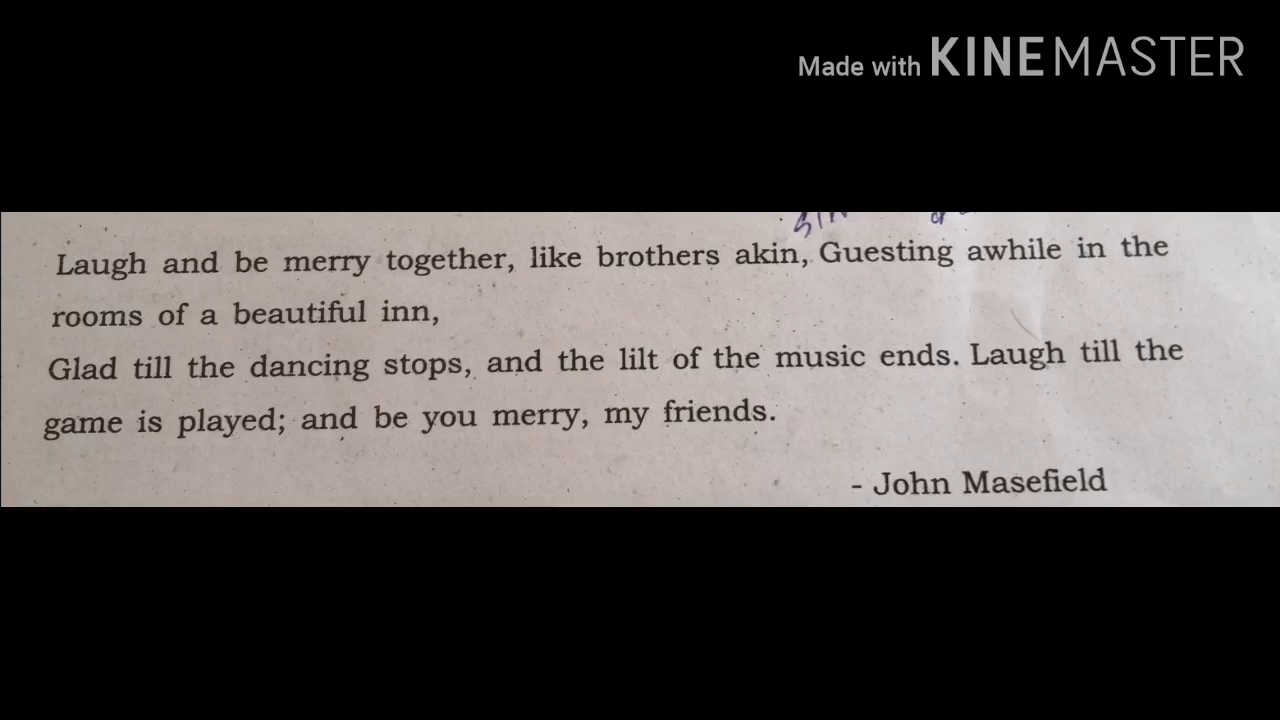 Made with KINEMASTER
Laugh and be merry together, like brothers akin, Guesting awhile in the
rooms of a beautiful inn,
Glad till the dancing stops, and the lilt of the music ends. Laugh till the
game is played; and be you merry, my friends.
- John Masefield